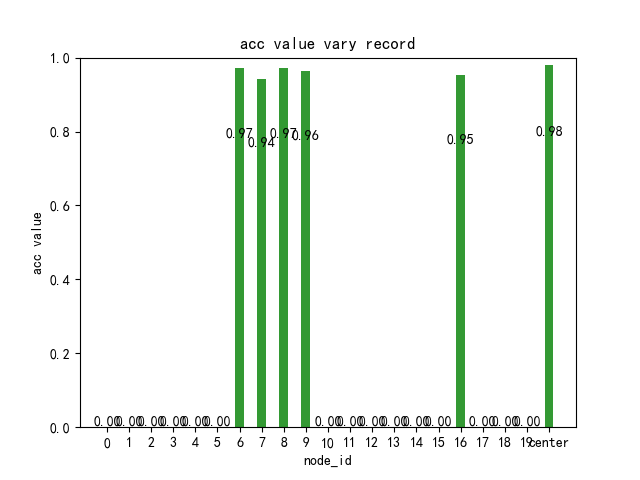 acc value vary record
acc value
1.0
0.8
0.6
0.4
0.2
0.0
0.97 0.94 0.97 0.96 0.95 0.98
0.00 0.00 0.00 0.00 0.00 0.00 0.00 0.00 0.00 0.00 0.00 0.00 0.00 0.00 0.00
0 1 2 3 4 5 6 7 8 9 10 11 12 13 14 15 16 17 18 19 center
node_id